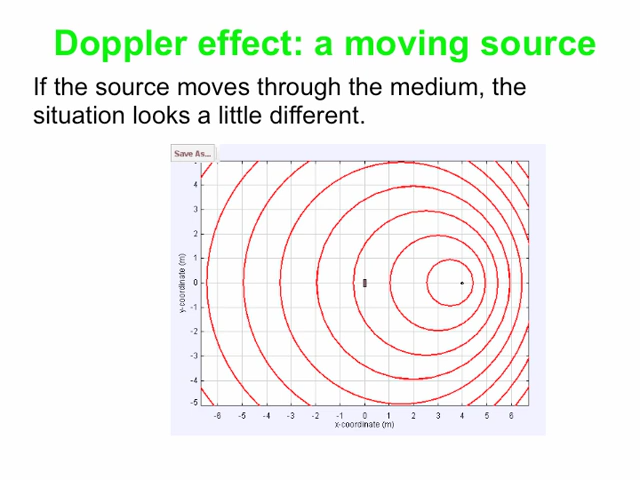 Doppler effect: a moving source
If the source moves through the medium, the
situation looks a little different.
Save As...
4
3
2
1
0
-1
-2
-3
-4
-5
y-coordinate (m)
-6 -5 -4 -3 -2 -1 0 1 2 3 4 5 6
x-coordinate (m)